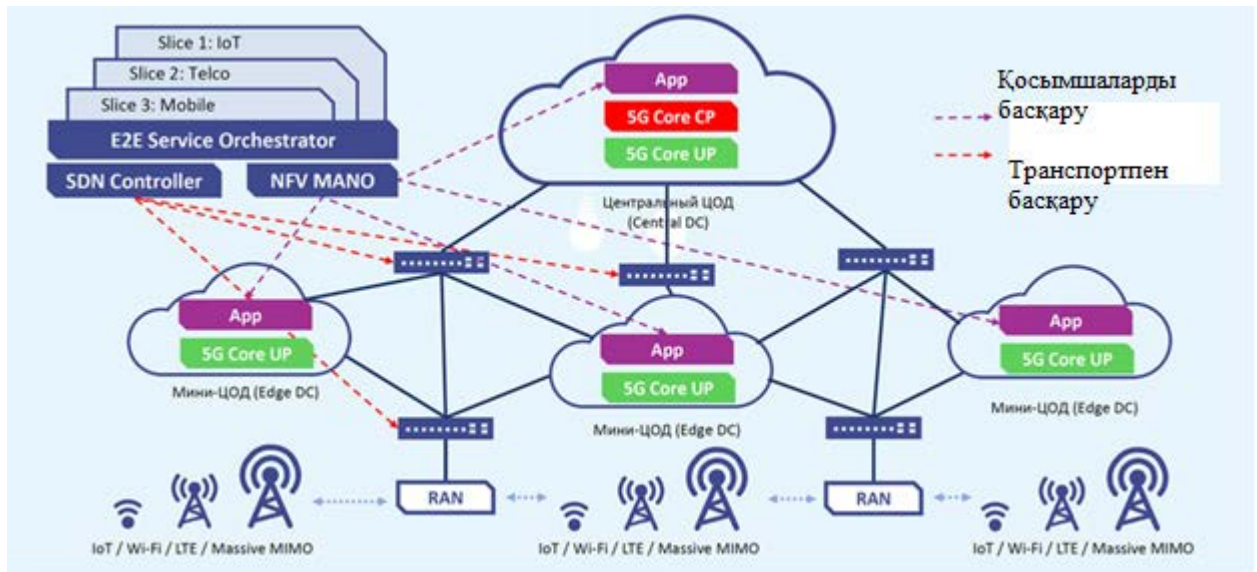 Slice 1: IoT
Slice 2: Telco
Slice 3: Mobile
E2E Service Orchestrator
SDN Controller
NFV MANO
App
5G Core CP
5G Core UP
Центральный ЦОД
(Central DC)
Қосымшаларды
басқару
Транспортпен
басқару
App
5G Core UP
Мини-ЦОД (Edge DC)
App
5G Core UP
Мини-ЦОД (Edge DC)
App
5G Core UP
Мини-ЦОД (Edge DC)
RAN
RAN
IoT / Wi-Fi / LTE / Massive MIMO
IoT / Wi-Fi / LTE / Massive MIMO
IoT / Wi-Fi / LTE / Massive MIMO